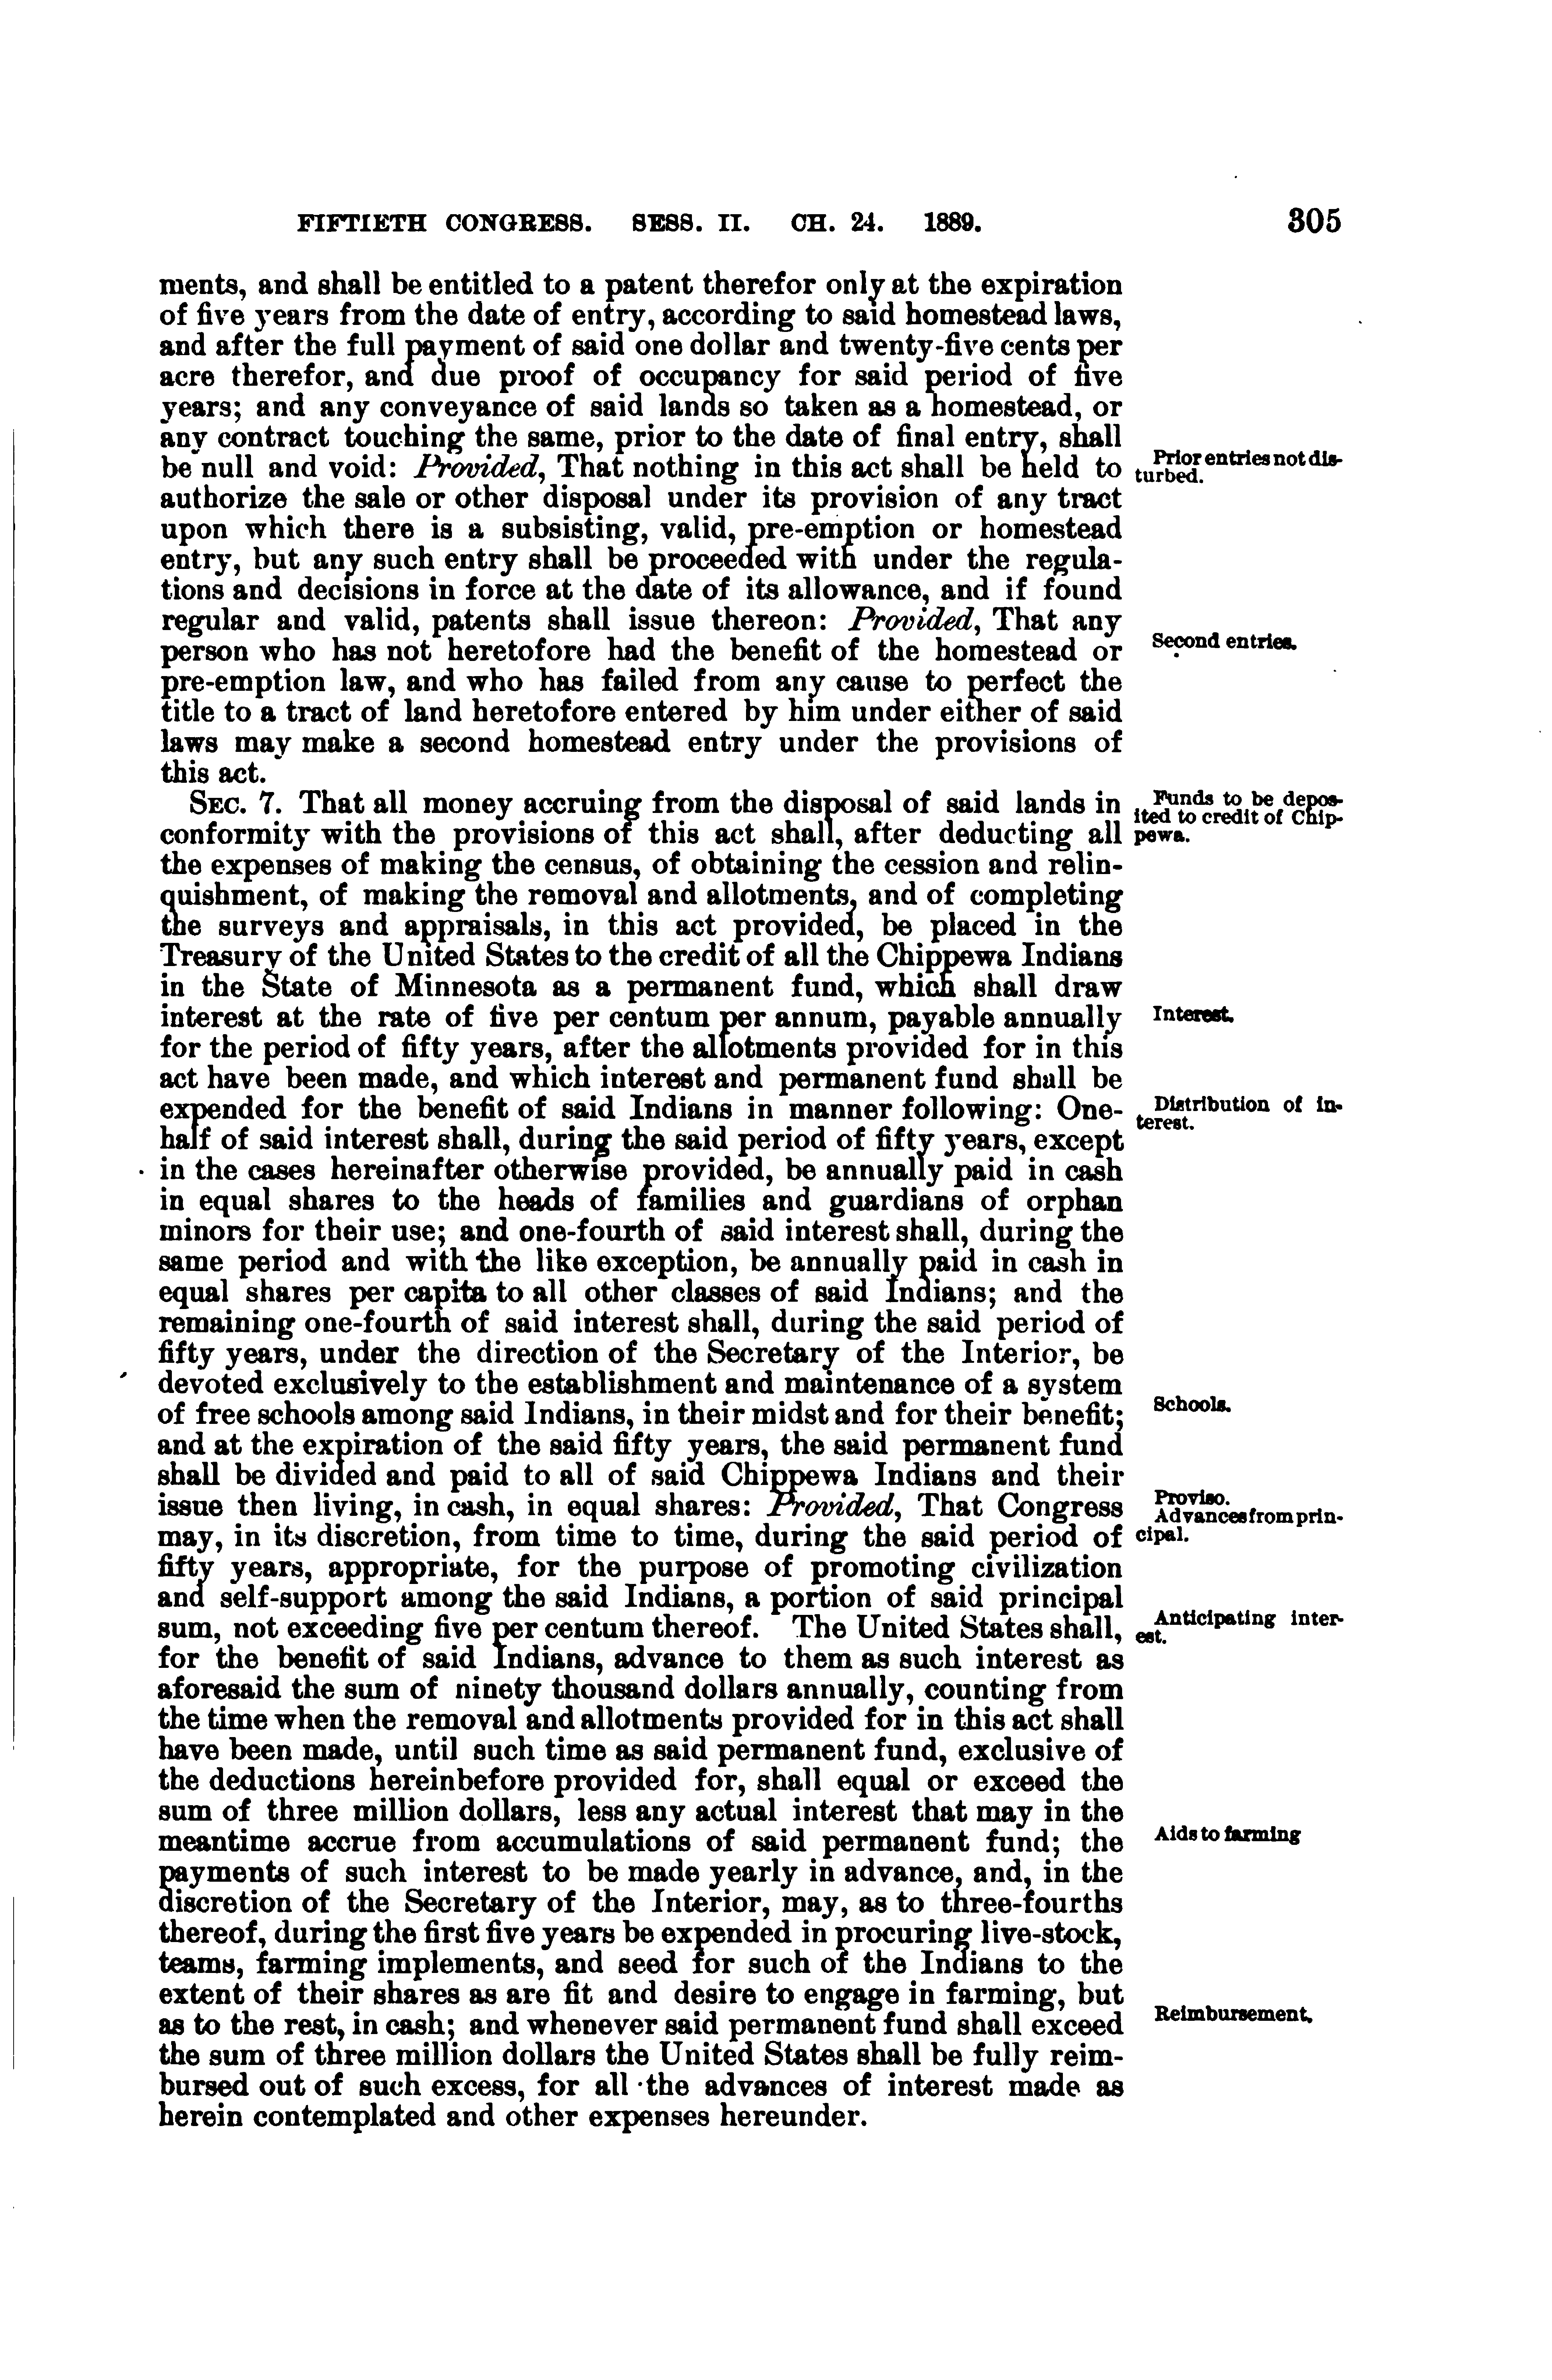 FIFTIETH CONGRESS. SESS. II. CH. 24. 1889. 305
ments, and shall be entitled to a patent therefor only at the expiration
of five years from the date of entry, according to said homestead laws,
and after the full payment of said one dollar and twenty-five cents per
acre therefor, and due proof of occupancy for said period of five
years; and any conveyance of said lands so taken as a homestead, or
any contract touching the same, prior to the date of final entry, shall
be null and void: Provided, That nothing in this act shall be held to
authorize the sale or other disposal under its provision of any tract
upon which there is a subsisting, valid, pre-emption or homestead
entry, but any such entry shall be proceeded with under the regula-
tions and decisions in force at the date of its allowance, and if found
regular and valid, patents shall issue thereon: Provided, That any
person who has not heretofore had the benefit of the homestead or
pre-emption law, and who has failed from any cause to perfect the
title to a tract of land heretofore entered by him under either of said
laws may make a second homestead entry under the provisions of
this act.
SEC. 7. That all money accruing from the disposal of said lands in
conformity with the provisions of this act shall, after deducting all
the expenses of making the census, of obtaining the cession and relin-
quishment, of making the removal and allotments, and of completing
the surveys and appraisals, in this act provided, be placed in the
Treasury of the United States to the credit of all the Chippewa Indians
in the State of Minnesota as a permanent fund, which shall draw
interest at the rate of five per centum per annum, payable annually
for the period of fifty years, after the allotments provided for in this
act have been made, and which interest and permanent fund shall be
expended for the benefit of said Indians in manner following: One-
half of said interest shall, during the said period of fifty years, except
in the cases hereinafter otherwise provided, be annually paid in cash
in equal shares to the heads of families and guardians of orphan
minors for their use; and one-fourth of said interest shall, during the
same period and with the like exception, be annually paid in cash in
equal shares per capita to all other classes of said Indians; and the
remaining one-fourth of said interest shall, during the said period of
fifty years, under the direction of the Secretary of the Interior, be
devoted exclusively to the establishment and maintenance of a system
of free schools among said Indians, in their midst and for their benefit;
and at the expiration of the said fifty years, the said permanent fund
shall be divided and paid to all of said Chippewa Indians and their
issue then living, in cash, in equal shares: Provided, That Congress
may, in its discretion, from time to time, during the said period of
fifty years, appropriate, for the purpose of promoting civilization
and self-support among the said Indians, a portion of said principal
sum, not exceeding five per centum thereof. The United States shall,
for the benefit of said Indians, advance to them as such interest as
aforesaid the sum of ninety thousand dollars annually, counting from
the time when the removal and allotments provided for in this act shall
have been made, until such time as said permanent fund, exclusive of
the deductions hereinbefore provided for, shall equal or exceed the
sum of three million dollars, less any actual interest that may in the
meantime accrue from accumulations of said permanent fund; the
payments of such interest to be made yearly in advance, and, in the
discretion of the Secretary of the Interior, may, as to three-fourths
thereof, during the first five years be expended in procuring live-stock,
teams, farming implements, and seed for such of the Indians to the
extent of their shares as are fit and desire to engage in farming, but
as to the rest, in cash; and whenever said permanent fund shall exceed
the sum of three million dollars the United States shall be fully reim-
bursed out of such excess, for all the advances of interest made as
herein contemplated and other expenses hereunder.
Prior entries not dis-
turbed.
Second entries.
Funds to be depos-
ited to credit of Chip-
pewa.
Interest.
Distribution of in-
terest.
Schools.
Proviso.
Advances from prin-
cipal.
Anticipating inter-
est.
Aids to farming
Reimbursement.